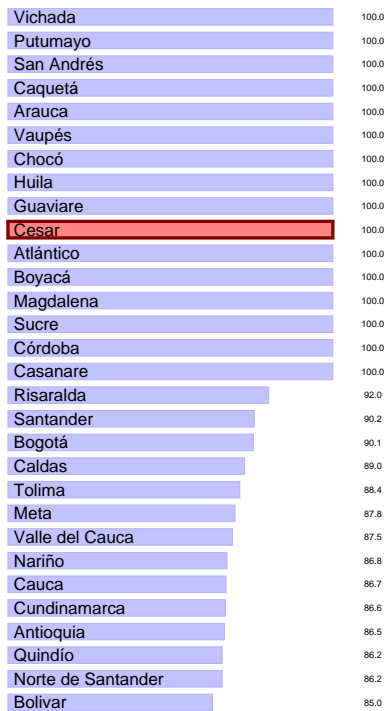 Vichada 100.0
Putumayo 100.0
San Andrés 100.0
Caquetá 100.0
Arauca 100.0
Vaupés 100.0
Chocó 100.0
Huila 100.0
Guaviare 100.0
Cesar 100.0
Atlántico 100.0
Boyacá 100.0
Magdalena 100.0
Sucre 100.0
Córdoba 100.0
Casanare 100.0
Risaralda 92.0
Santander 90.2
Bogotá 90.1
Caldas 89.0
Tolima 88.4
Meta 87.8
Valle del Cauca 87.5
Nariño 86.8
Cauca 86.7
Cundinamarca 86.6
Antioquia 86.5
Quindío 86.2
Norte de Santander 86.2
Bolivar 85.0